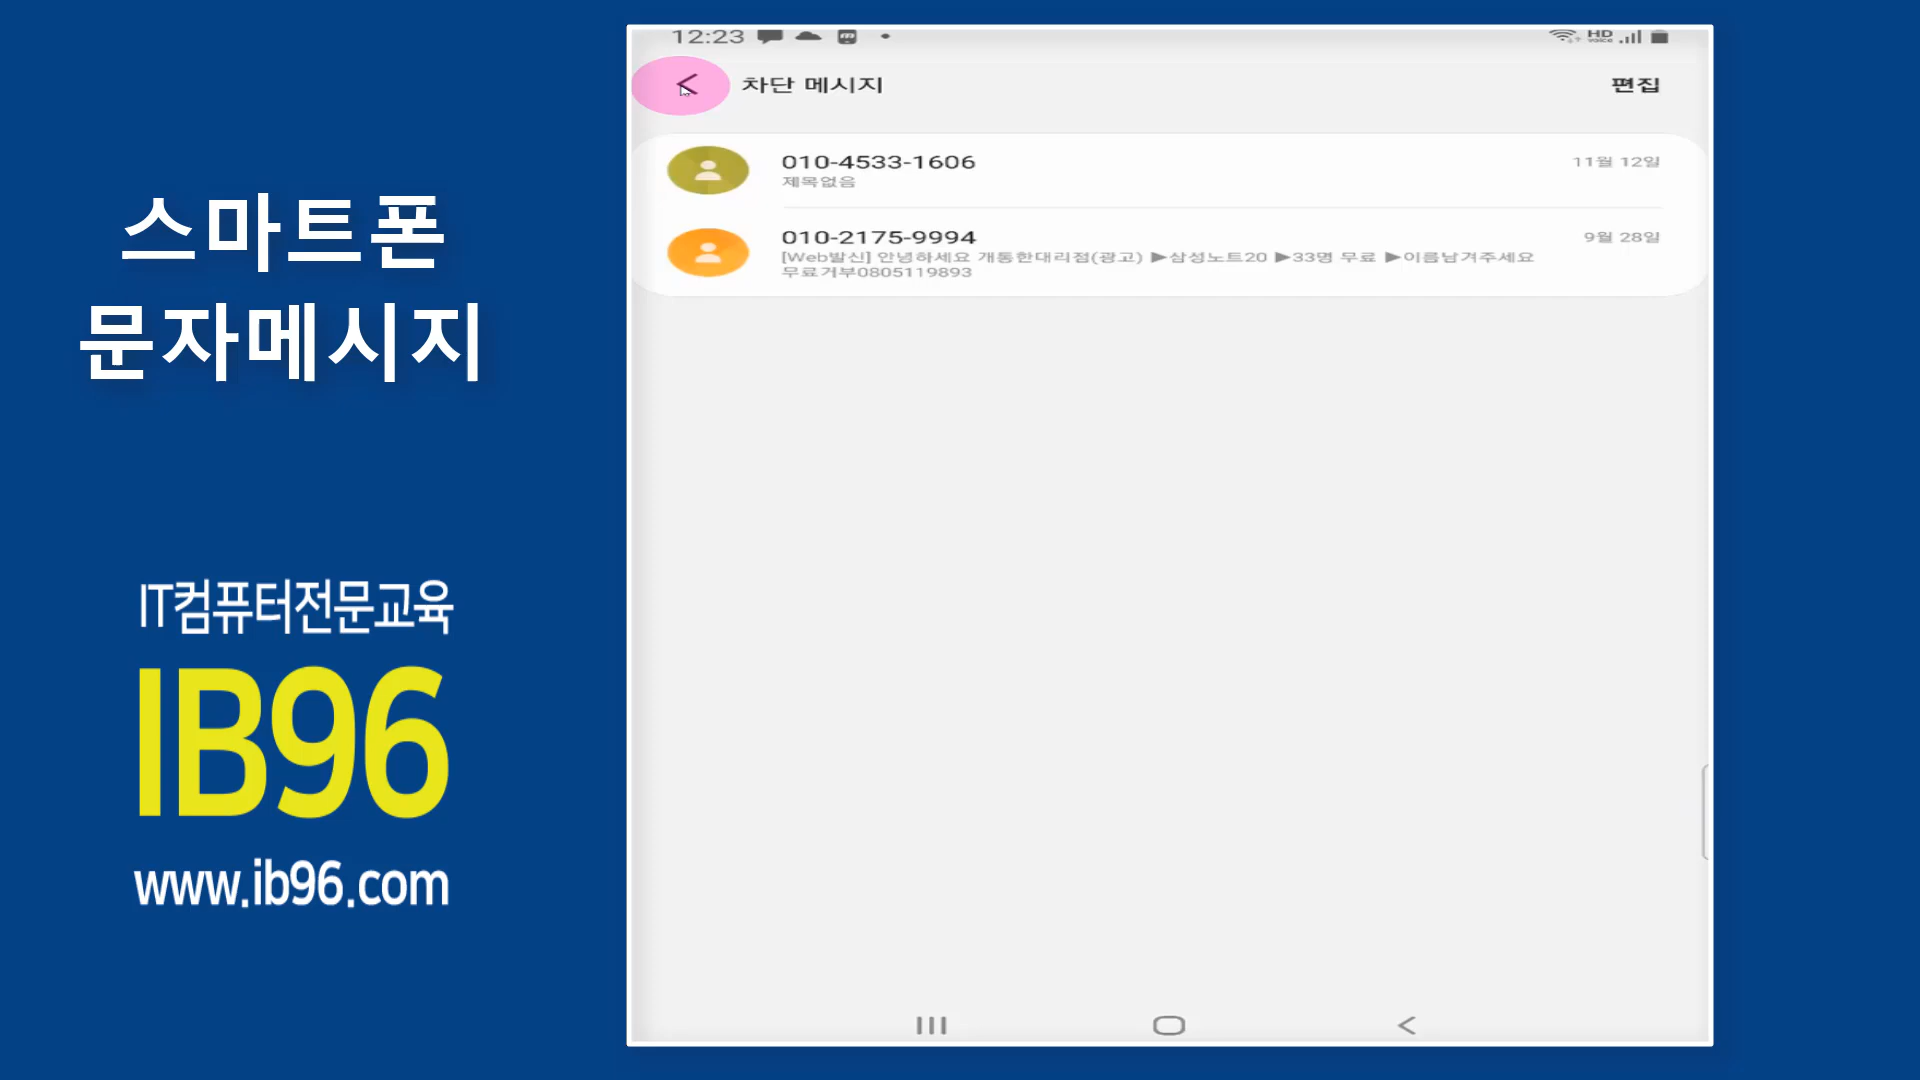 스마트폰
문자메시지
IT컴퓨터전문교육
IB96
www.ib96.com
12:23
HD
voice
차단 메시지
편집
010-4533-1606
11월 12일
제목없음
010-2175-9994
9월 28일
[Web발신] 안녕하세요 개통한대리점(광고) ▶삼성노트20 ▶33명 무료 ▶이름남겨주세요
무료거부0805119893